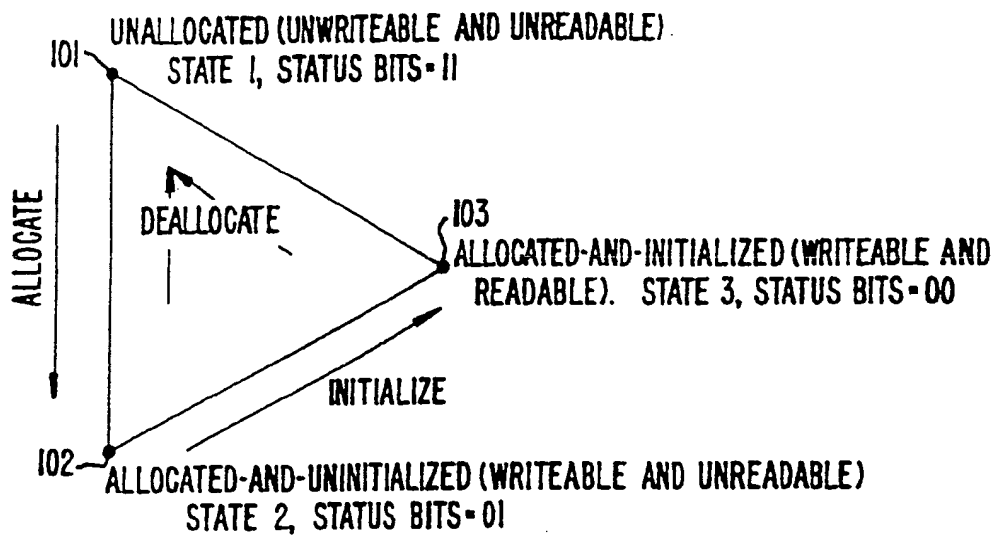 101
UNALLOCATED (UNWRITEABLE AND UNREADABLE)
STATE 1, STATUS BITS=11
ALLOCATE
DEALLOCATE
103
ALLOCATED-AND-INITIALIZED (WRITEABLE AND
READABLE). STATE 3, STATUS BITS=00
INITIALIZE
102
ALLOCATED-AND-UNINITIALIZED (WRITEABLE AND UNREADABLE)
STATE 2, STATUS BITS=01